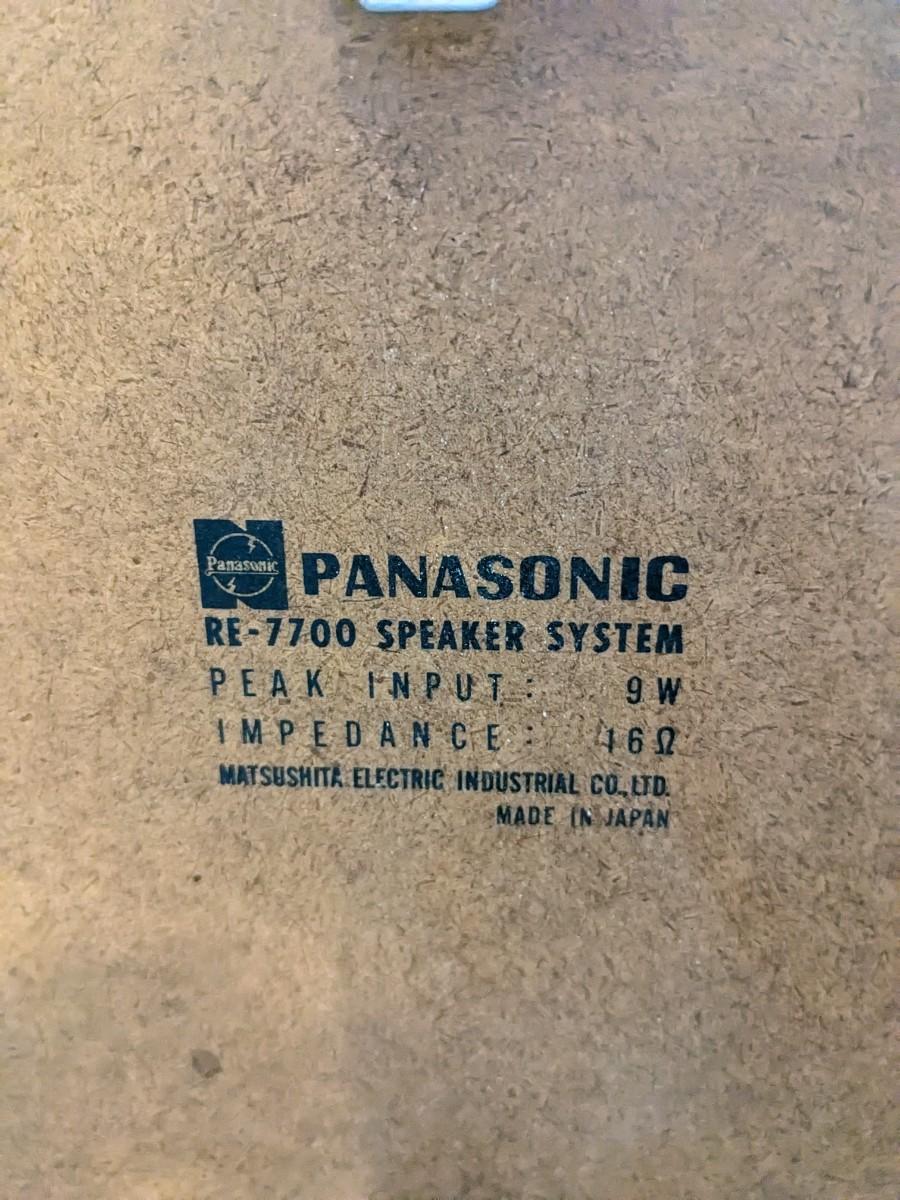 Panasonic
PANASONIC
RE-7700 SPEAKER SYSTEM
PEAK INPUT: 9W
IMPEDANCE: 16Ω
MATSUSHITA ELECTRIC INDUSTRIAL CO., LTD.
MADE IN JAPAN